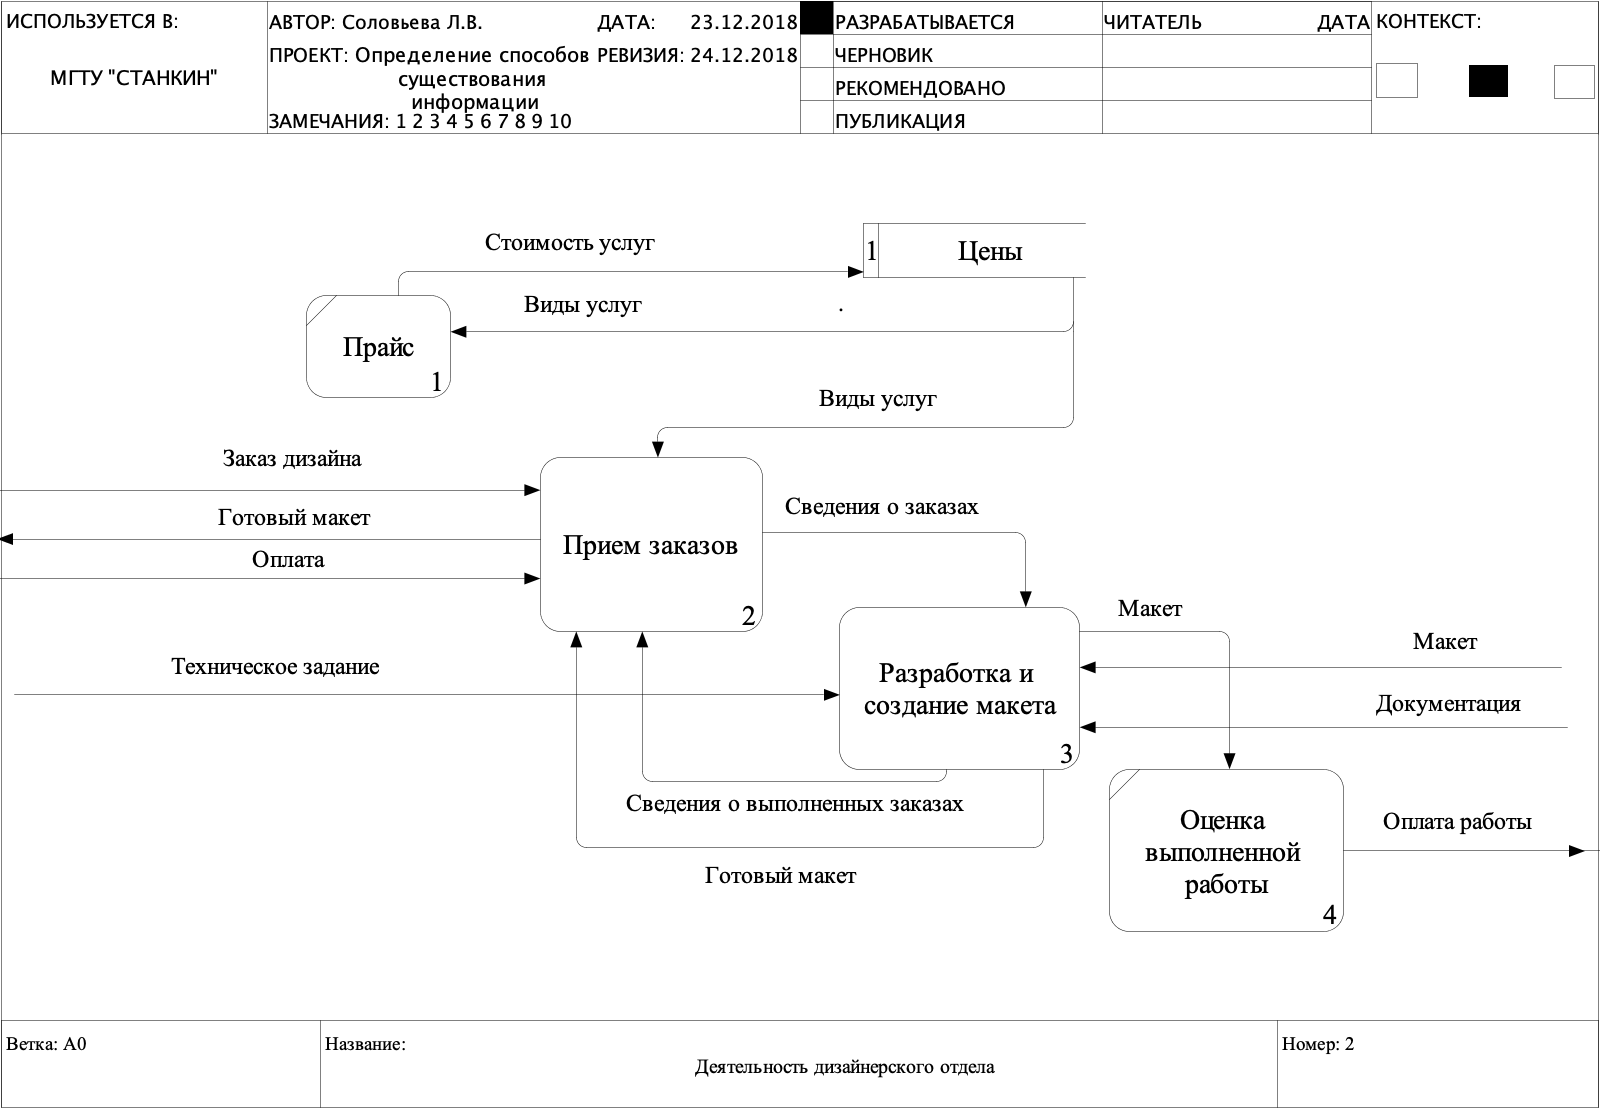 ИСПОЛЬЗУЕТСЯ В:
МГТУ "СТАНКИН"
АВТОР: Соловьева Л.В.
ДАТА: 23.12.2018
ПРОЕКТ: Определение способов
существования
информации
РЕВИЗИЯ: 24.12.2018
ЗАМЕЧАНИЯ: 1 2 3 4 5 6 7 8 9 10
РАЗРАБАТЫВАЕТСЯ
ЧЕРНОВИК
РЕКОМЕНДОВАНО
ПУБЛИКАЦИЯ
ЧИТАТЕЛЬ
ДАТА
КОНТЕКСТ:
Стоимость услуг
1
Цены
Виды услуг
Прайс
1
Виды услуг
Заказ дизайна
Готовый макет
Оплата
Прием заказов
2
Сведения о заказах
Макет
Макет
Техническое задание
Разработка и
создание макета
3
Документация
Сведения о выполненных заказах
Готовый макет
Оценка
выполненной
работы
4
Оплата работы
Ветка: А0
Название:
Деятельность дизайнерского отдела
Номер: 2